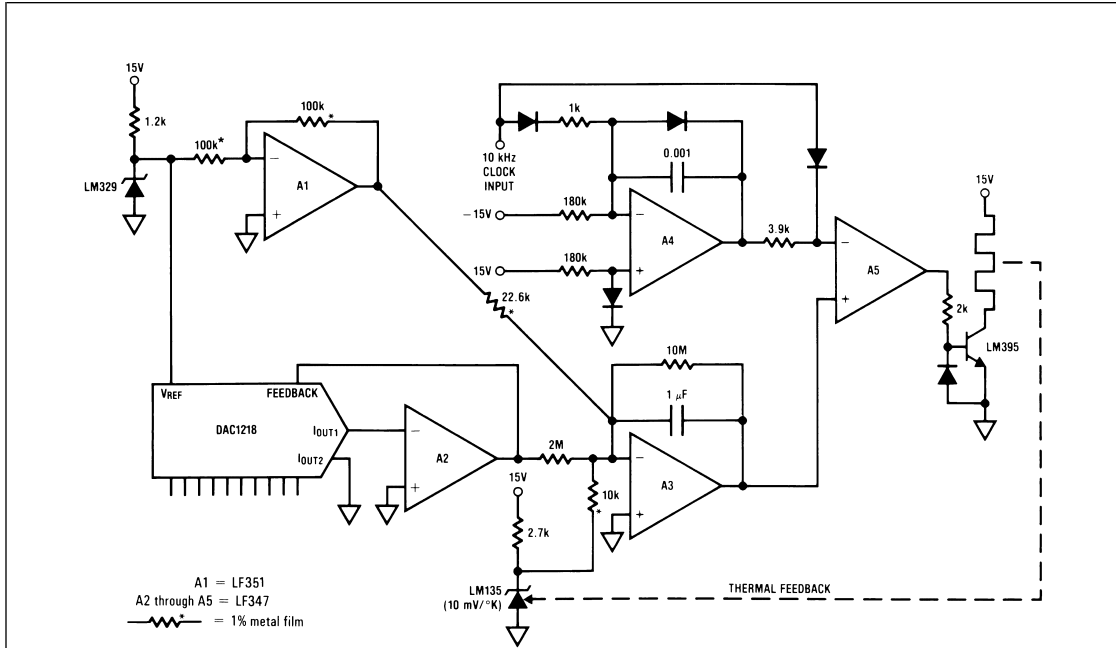 15V
1.2k
100k*
LM329
100k
*
−
A1
+
22.6k
*
10 kHz
CLOCK
INPUT
1k
0.001
−15V
180k
15V
180k
−
A4
+
3.9k
−
A5
+
15V
2k
LM395
VREF
FEEDBACK
DAC1218
IOUT1
IOUT2
−
A2
+
2M
15V
2.7k
10k
*
10M
1 μF
−
A3
+
LM135
(10 mV/°K)
THERMAL FEEDBACK
A1 = LF351
A2 through A5 = LF347
* = 1% metal film